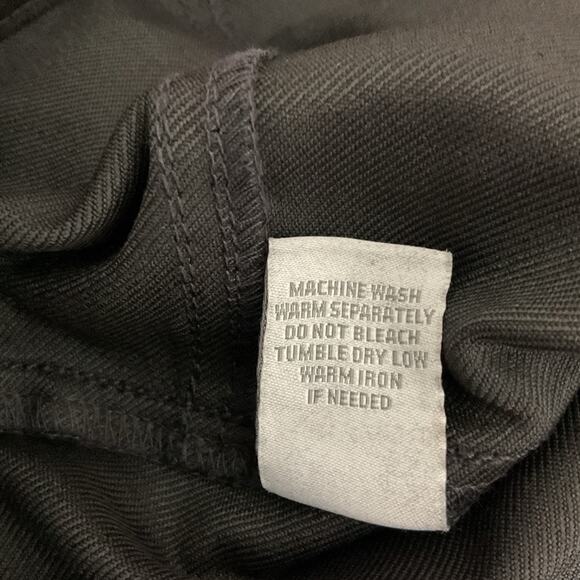 MACHINE WASH
WARM SEPARATELY
DO NOT BLEACH
TUMBLE DRY LOW
WARM IRON
IF NEEDED